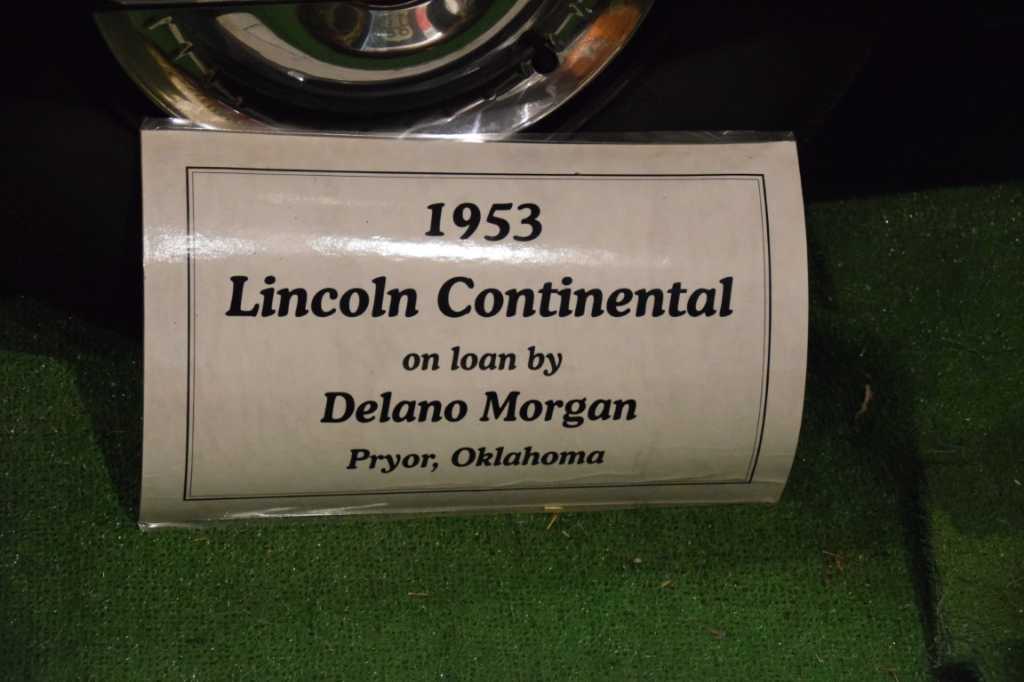 1953
Lincoln Continental
on loan by
Delano Morgan
Pryor, Oklahoma